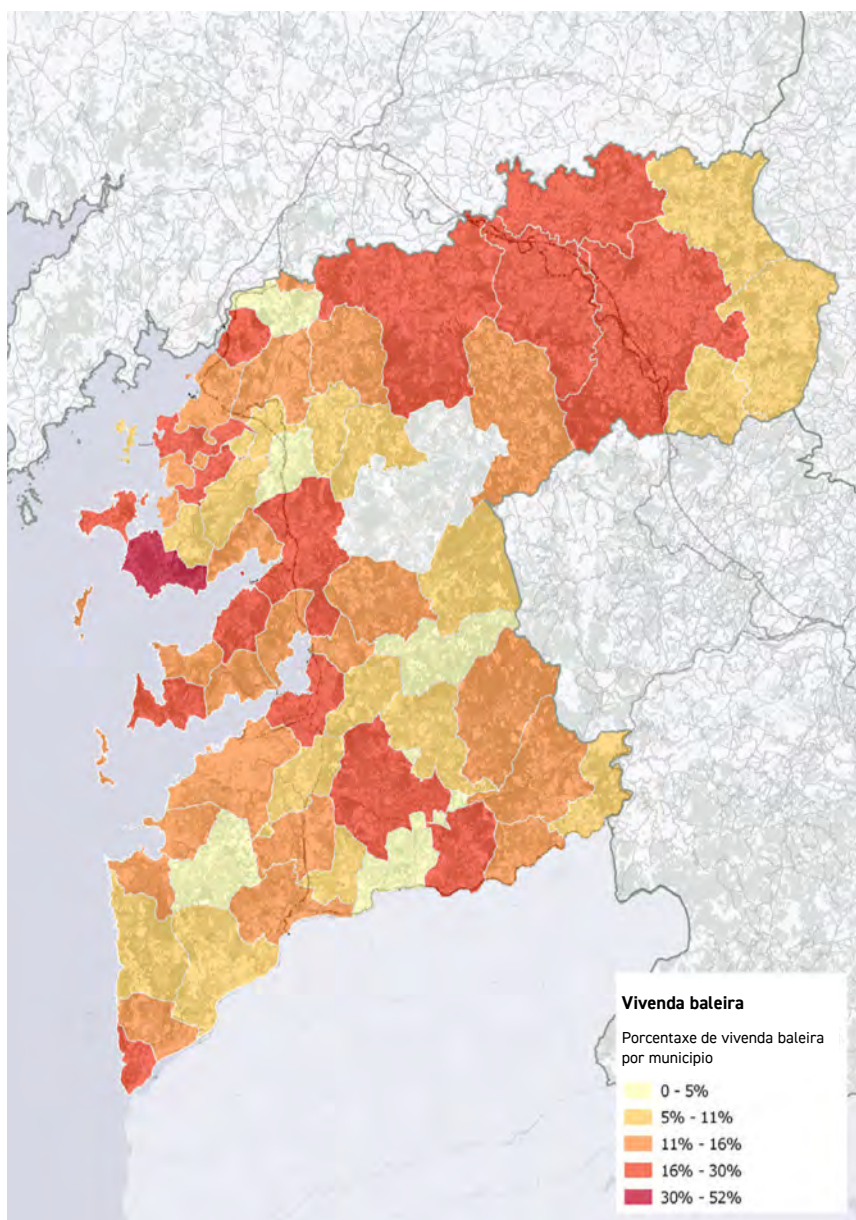 Vivenda baleira
Porcentaxe de vivenda baleira
por municipio
0 - 5%
5% - 11%
11% - 16%
16% - 30%
30% - 52%